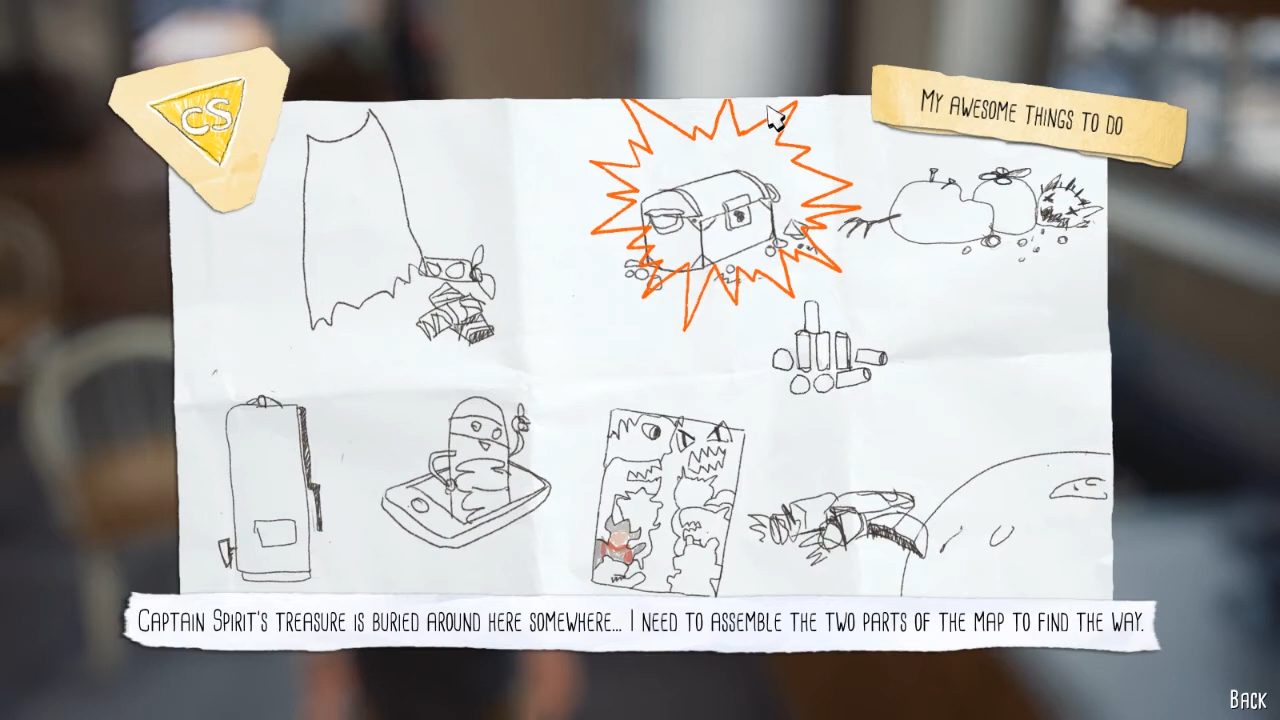 CS
MY AWESOME THINGS TO DO
CAPTAIN SPIRIT'S TREASURE IS BURIED AROUND HERE SOMEWHERE... I NEED TO ASSEMBLE THE TWO PARTS OF THE MAP TO FIND THE WAY.
BACK